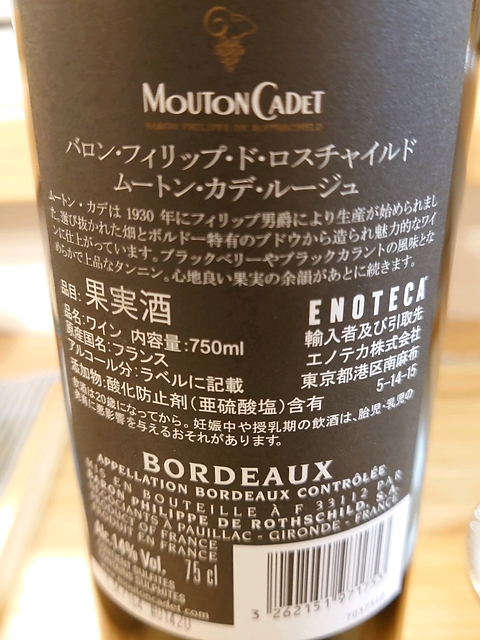 MOUTON CADET
BARON PHILIPPE DE ROTHSCHILD
バロン・フィリップ・ド・ロスチャイルド
ムートン・カデ・ルージュ
ムートン・カデは 1930 年にフィリップ男爵により生産が始められまし
た。選び抜かれた畑とボルドー特有のブドウから造られ魅力的なワイ
ンに仕上がっています。ブラックベリーやブラックカラントの風味とな
めらかで上品なタンニン。心地良い果実の余韻があとに続きます。
品目:果実酒
品名:ワイン 内容量:750ml
原産国名:フランス
アルコール分:ラベルに記載
添加物:酸化防止剤(亜硫酸塩)含有
ENOTECA
輸入者及び引取先
エノテカ株式会社
東京都港区南麻布
5-14-15
飲酒は20歳になってから。妊娠中や授乳期の飲酒は、胎児・乳児の
発育に悪影響を与えるおそれがあります。
BORDEAUX
APPELLATION BORDEAUX CONTRÔLÉE
MIS EN BOUTEILLE À F 33112 PAR
BARON PHILIPPE DE ROTHSCHILD, S.A.
NÉGOCIANTS À PAUILLAC - GIRONDE - FRANCE
PRODUCT OF FRANCE
PRODUIT EN FRANCE
Alc. 14% Vol.
75 cl
SULFITES
3 262151 971755